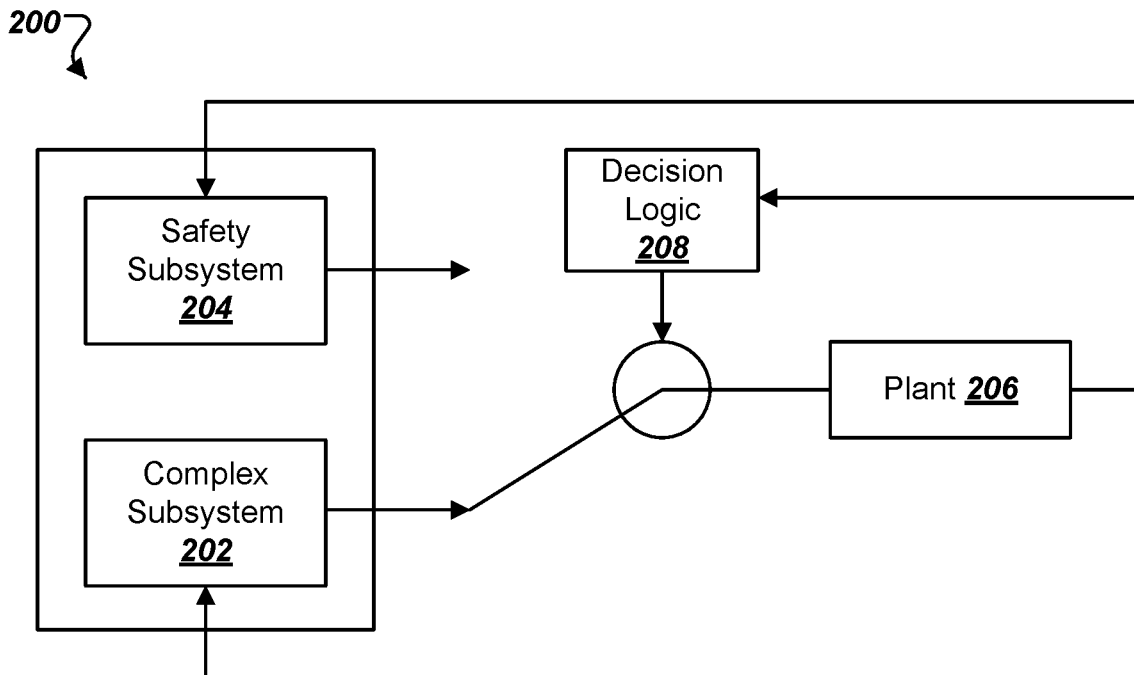 200
Safety
Subsystem
204
Decision
Logic
208
Plant 206
Complex
Subsystem
202